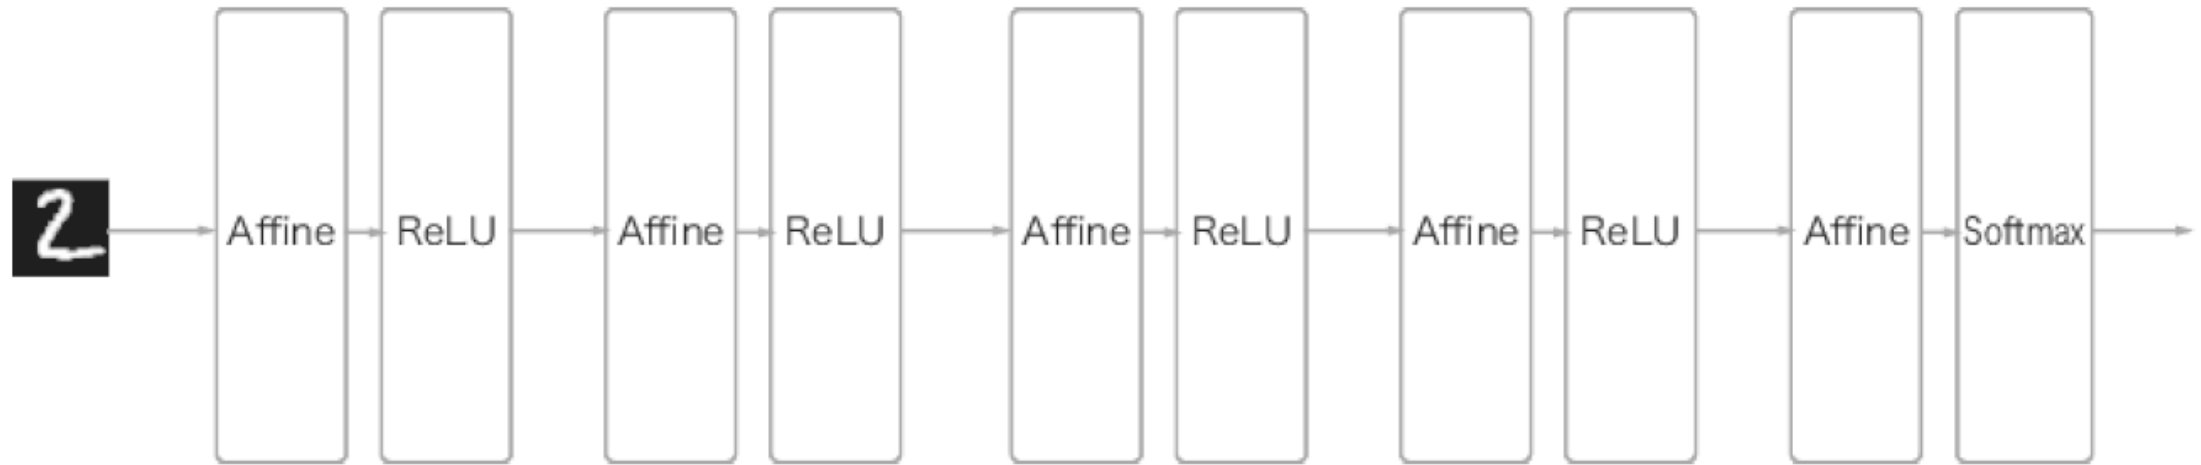 2 Affine ReLU Affine ReLU Affine ReLU Affine ReLU Affine Softmax